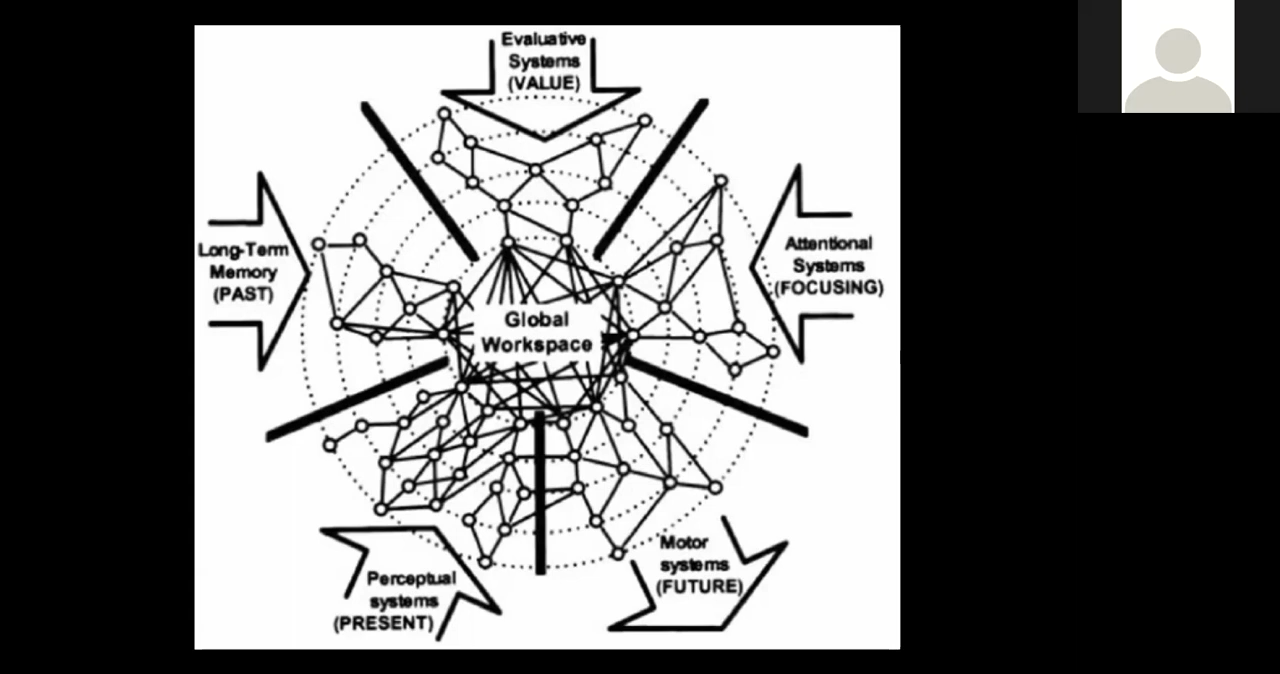 Evaluative
Systems
(VALUE)
Long-Term
Memory
(PAST)
Attentional
Systems
(FOCUSING)
Global
Workspace
Motor
systems
(FUTURE)
Perceptual
systems
(PRESENT)